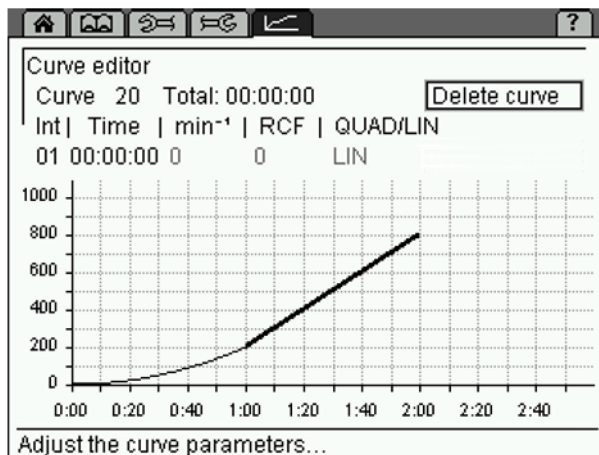 ?
Curve editor
Curve 20 Total: 00:00:00 Delete curve
Int | Time | min⁻¹ | RCF | QUAD/LIN
01 00:00:00 0 0 LIN
1000
800
600
400
200
0
0:00 0:20 0:40 1:00 1:20 1:40 2:00 2:20 2:40
Adjust the curve parameters...